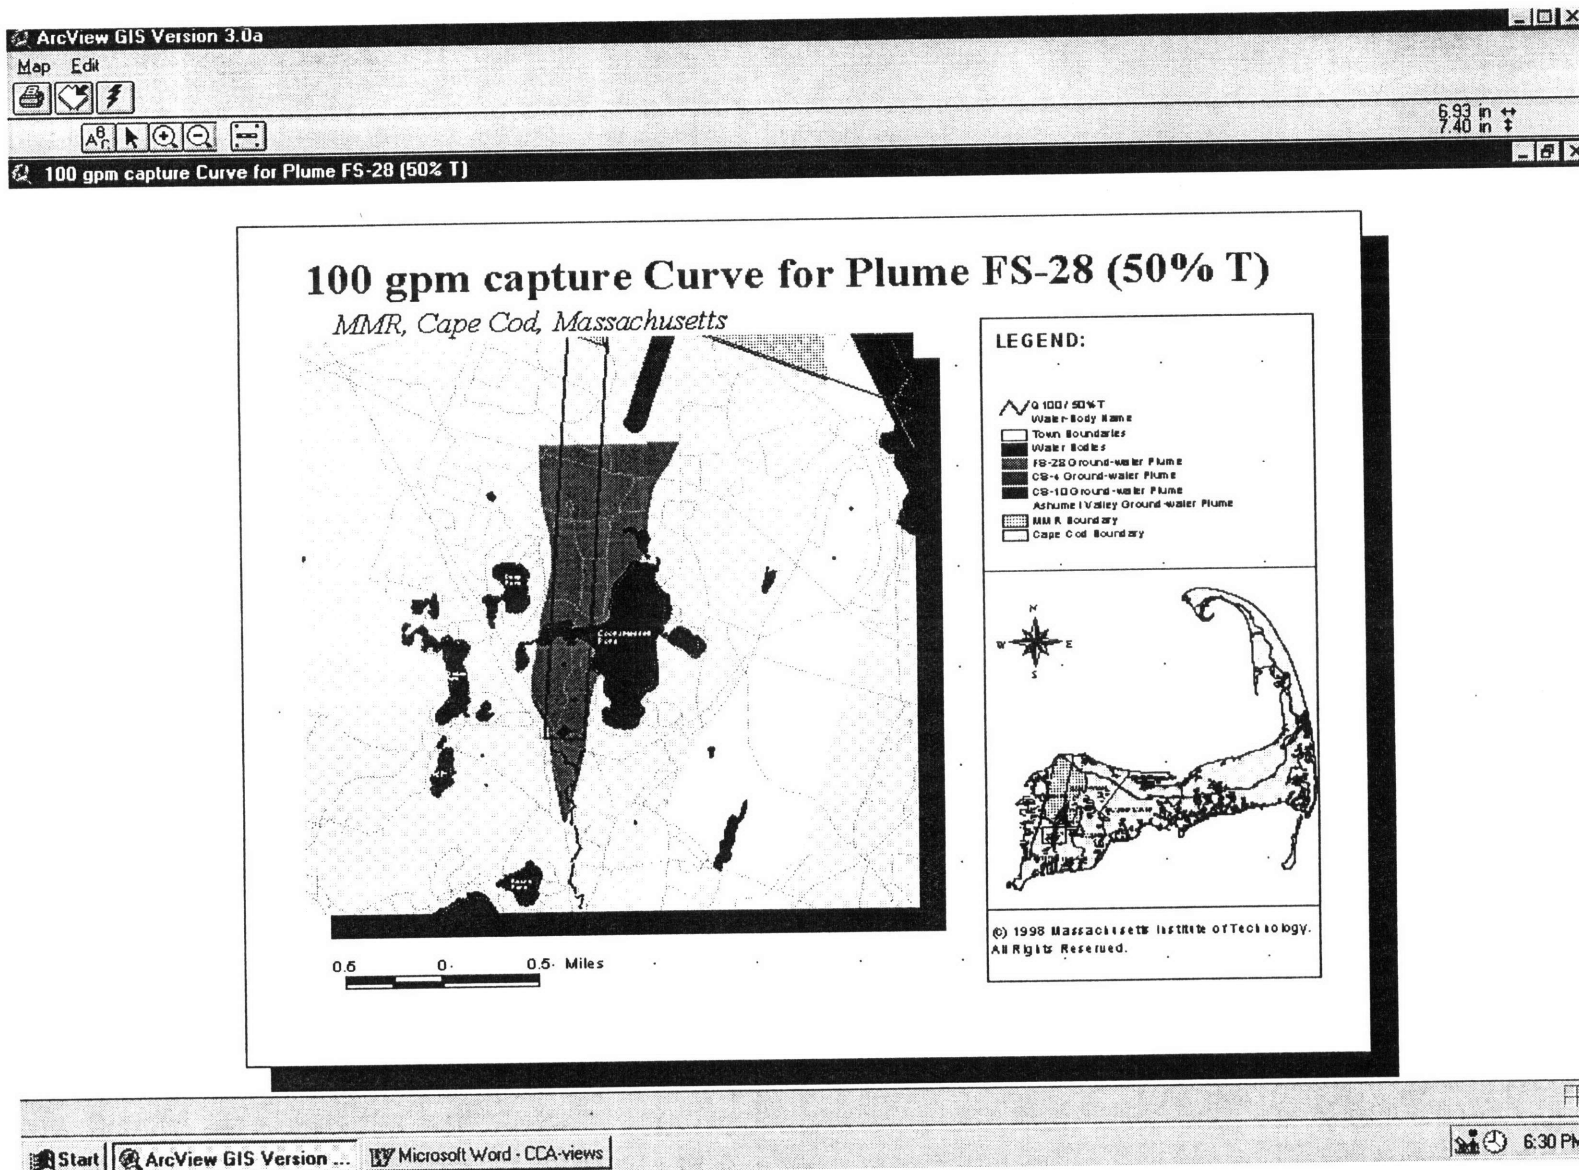 ArcView GIS Version 3.0a
Map Edit
6.93 in
7.40 in
100 gpm capture Curve for Plume FS-28 (50% T)
100 gpm capture Curve for Plume FS-28 (50% T)
MMR, Cape Cod, Massachusetts
LEGEND:
Q 100 / 50% T
Water-Body Name
Town Boundaries
Water Bodies
FS-28 Ground-water Plume
CS-4 Ground-water Plume
CS-10 Ground-water Plume
Ashumet Valley Ground-water Plume
MMR Boundary
Cape Cod Boundary
N
W E
S
(c) 1998 Massachusetts Institute of Technology.
All Rights Reserved.
0.5 0 0.5 Miles
Start ArcView GIS Version ... Microsoft Word - CCA-views 6:30 PM